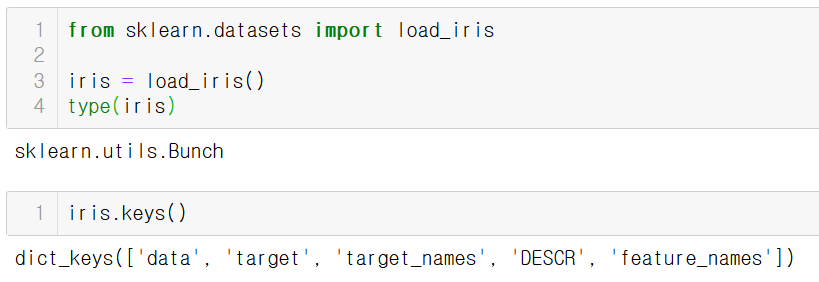 1 from sklearn.datasets import load_iris
2
3 iris = load_iris()
4 type(iris)
sklearn.utils.Bunch
1 iris.keys()
dict_keys(['data', 'target', 'target_names', 'DESCR', 'feature_names'])